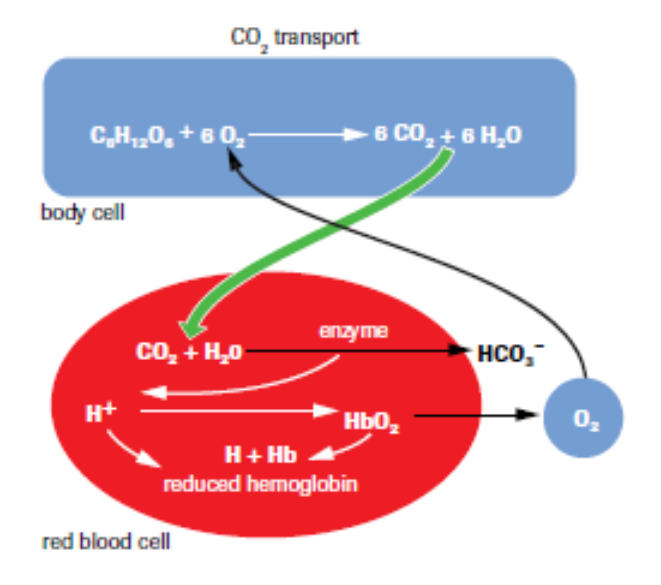 CO₂ transport
C₆H₁₂O₆ + 6 O₂ 6 CO₂ + 6 H₂O
body cell
enzyme
CO₂ + H₂0 HCO₃⁻
H⁺ HbO₂ O₂
H + Hb
reduced hemoglobin
red blood cell